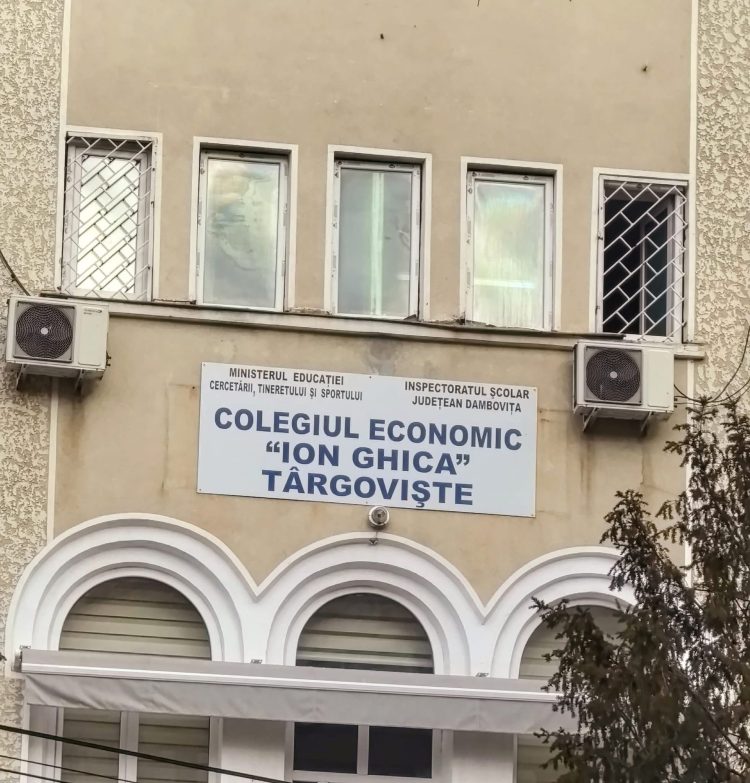 MINISTERUL EDUCAȚIEI
CERCETĂRII, TINERETULUI ȘI SPORTULUI
INSPECTORATUL ȘCOLAR
JUDEȚEAN DAMBOVIȚA
COLEGIUL ECONOMIC
“ION GHICA”
TÂRGOVIȘTE